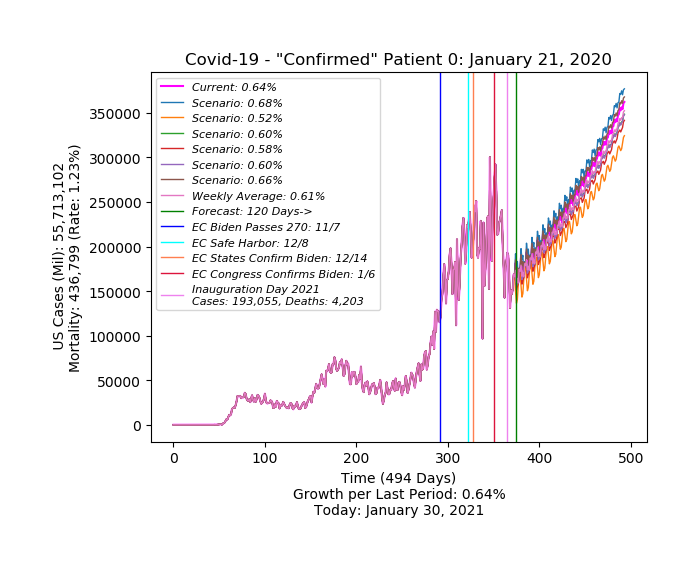 Covid-19 - "Confirmed" Patient 0: January 21, 2020
Current: 0.64%
Scenario: 0.68%
Scenario: 0.52%
Scenario: 0.60%
Scenario: 0.58%
Scenario: 0.60%
Scenario: 0.66%
Weekly Average: 0.61%
Forecast: 120 Days->
EC Biden Passes 270: 11/7
EC Safe Harbor: 12/8
EC States Confirm Biden: 12/14
EC Congress Confirms Biden: 1/6
Inauguration Day 2021
Cases: 193,055, Deaths: 4,203
US Cases (Mil): 55,713,102
Mortality: 436,799 (Rate: 1.23%)
350000
300000
250000
200000
150000
100000
50000
0
0 100 200 300 400 500
Time (494 Days)
Growth per Last Period: 0.64%
Today: January 30, 2021